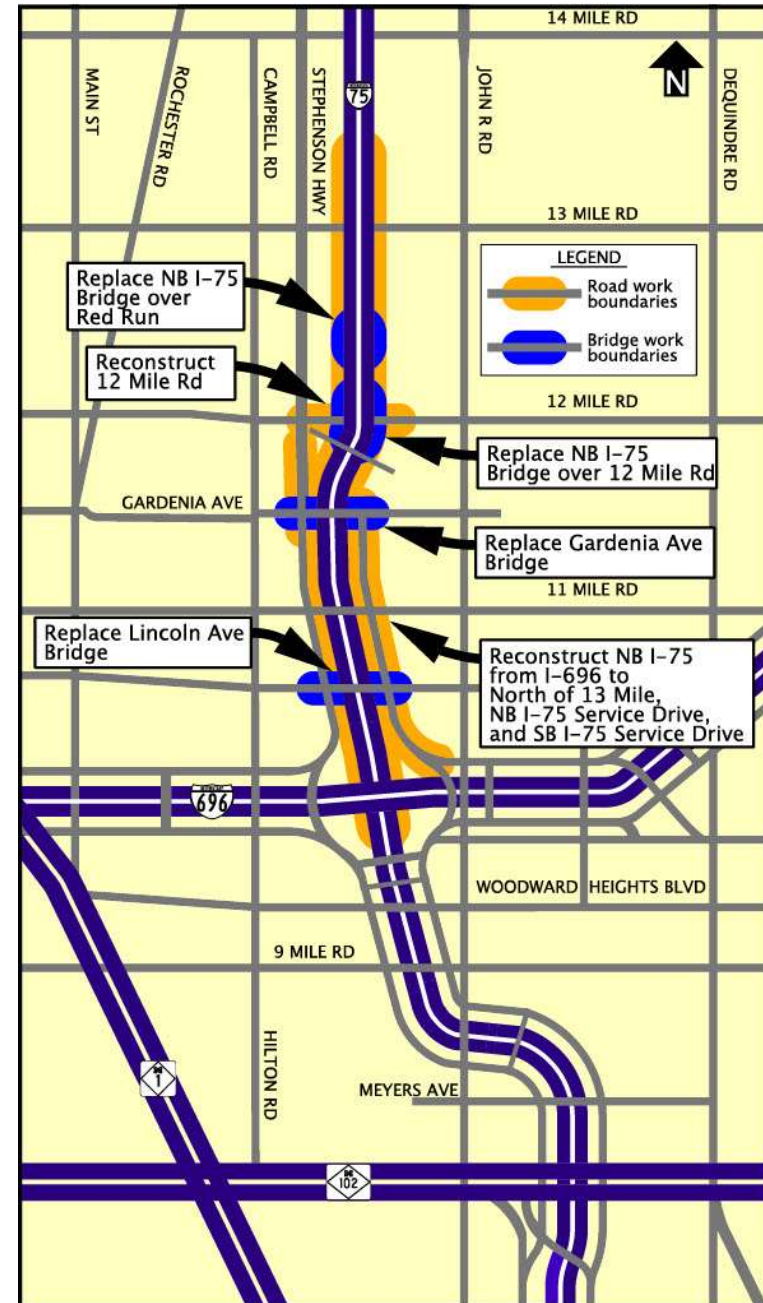 14 MILE RD
MAIN ST
ROCHESTER RD
CAMPBELL RD
STEPHENSON HWY
75
JOHN R RD
N
DEQUINDRE RD
13 MILE RD
LEGEND
Road work
boundaries
Bridge work
boundaries
Replace NB I-75
Bridge over
Red Run
Reconstruct
12 Mile Rd
12 MILE RD
Replace NB I-75
Bridge over 12 Mile Rd
GARDENIA AVE
Replace Gardenia Ave
Bridge
11 MILE RD
Replace Lincoln Ave
Bridge
Reconstruct NB I-75
from I-696 to
North of 13 Mile,
NB I-75 Service Drive,
and SB I-75 Service Drive
696
WOODWARD HEIGHTS BLVD
9 MILE RD
HILTON RD
M
1
MEYERS AVE
M
102